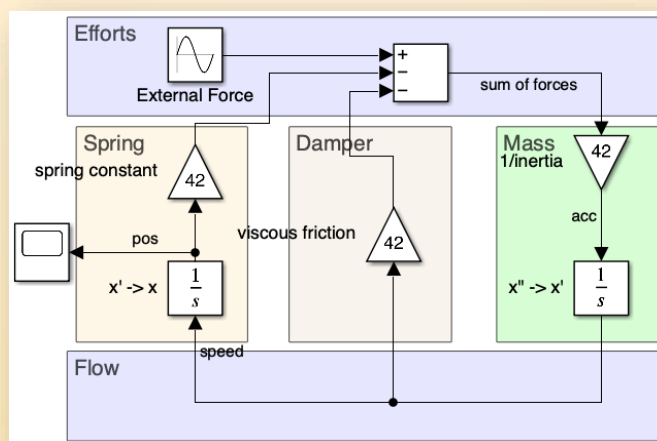 Efforts
+
−
−
External Force
sum of forces
Spring
Damper
Mass
1/inertia
42
spring constant
42
acc
pos
viscous friction
42
x' -> x
1
s
x" -> x'
1
s
speed
Flow